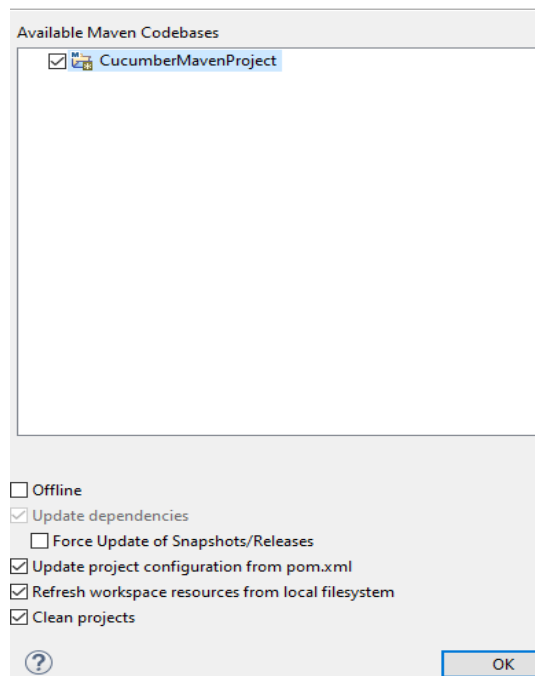 Available Maven Codebases
CucumberMavenProject
Offline
Update dependencies
Force Update of Snapshots/Releases
Update project configuration from pom.xml
Refresh workspace resources from local filesystem
Clean projects
?
OK